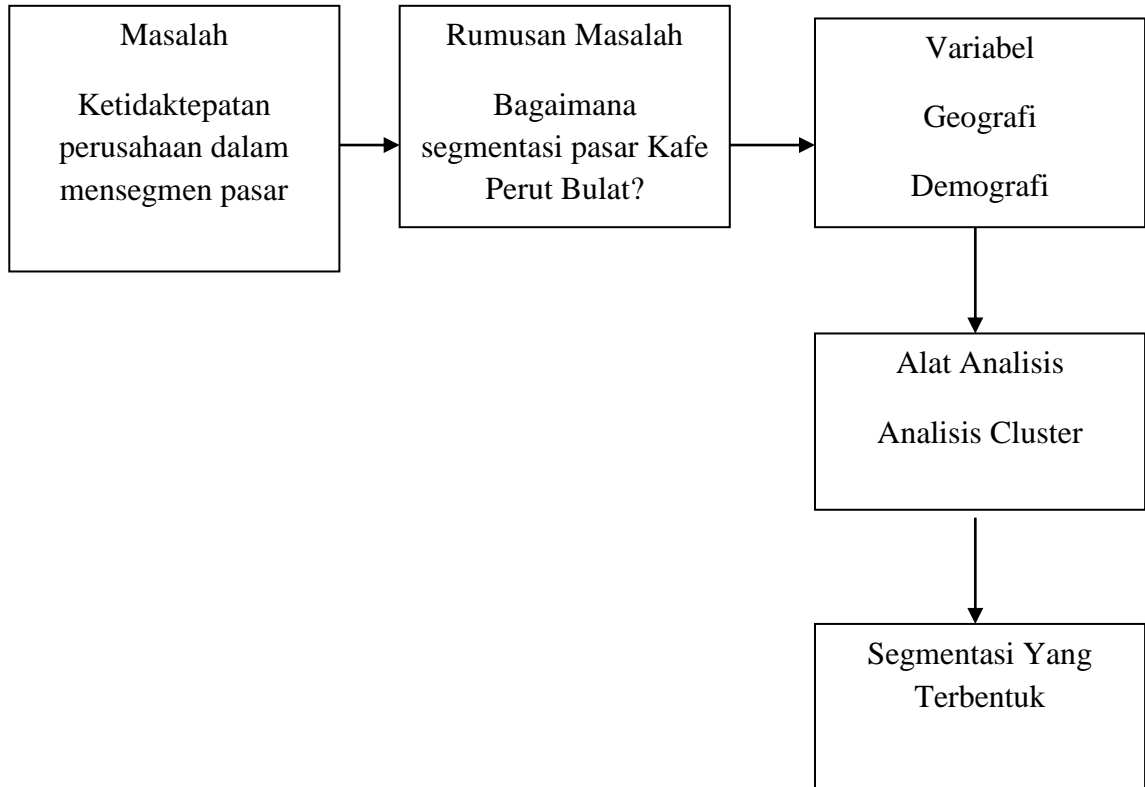 Masalah
Ketidaktepatan
perusahaan dalam
mensegmen pasar
Rumusan Masalah
Bagaimana
segmentasi pasar Kafe
Perut Bulat?
Variabel
Geografi
Demografi
Alat Analisis
Analisis Cluster
Segmentasi Yang
Terbentuk